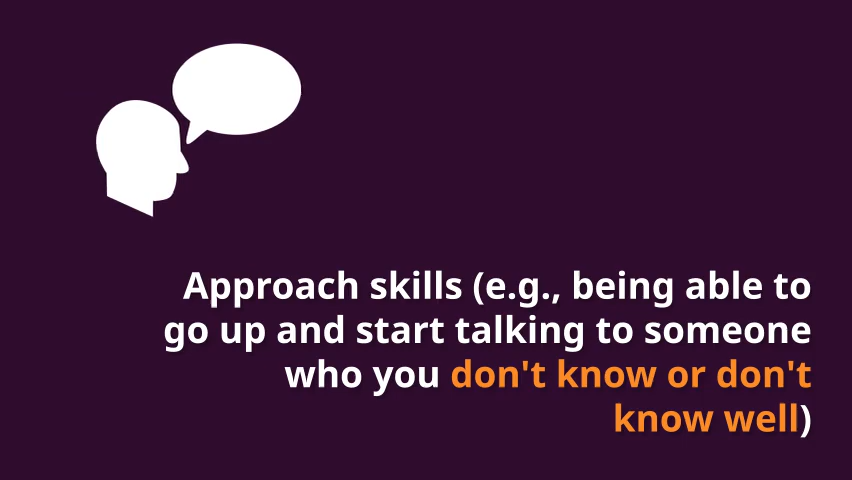 Approach skills (e.g., being able to
go up and start talking to someone
who you don't know or don't
know well)